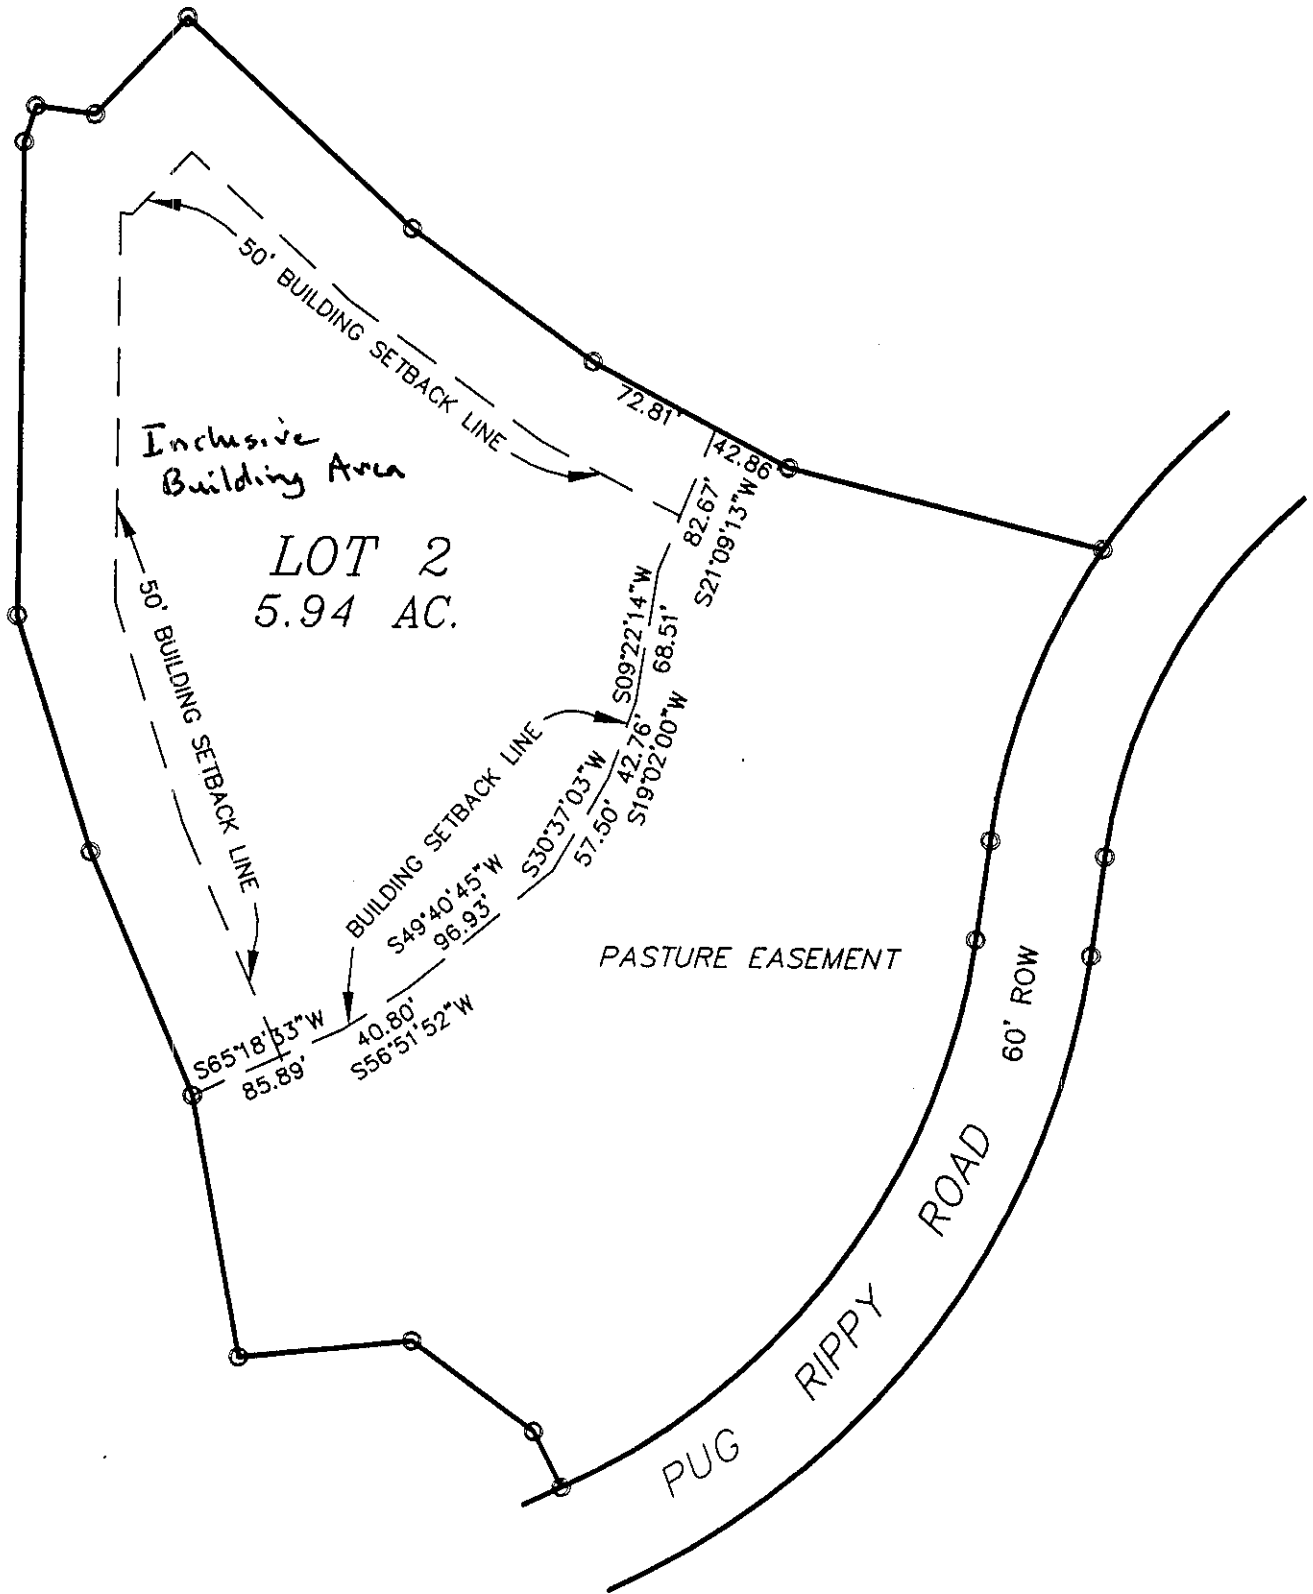 50' BUILDING SETBACK LINE
72.81'
42.86
Inclusive
Building Area
82.67'
S21°09'13"W
LOT 2
5.94 AC.
50' BUILDING SETBACK LINE
S09°22'14"W
68.51'
BUILDING SETBACK LINE
42.76'
S19°02'00"W
S30°37'03"W
57.50'
S49°40'45"W
96.93'
PASTURE EASEMENT
60' ROW
S65°18'33"W
85.89'
40.80'
S56°51'52"W
PUG RIPPY ROAD